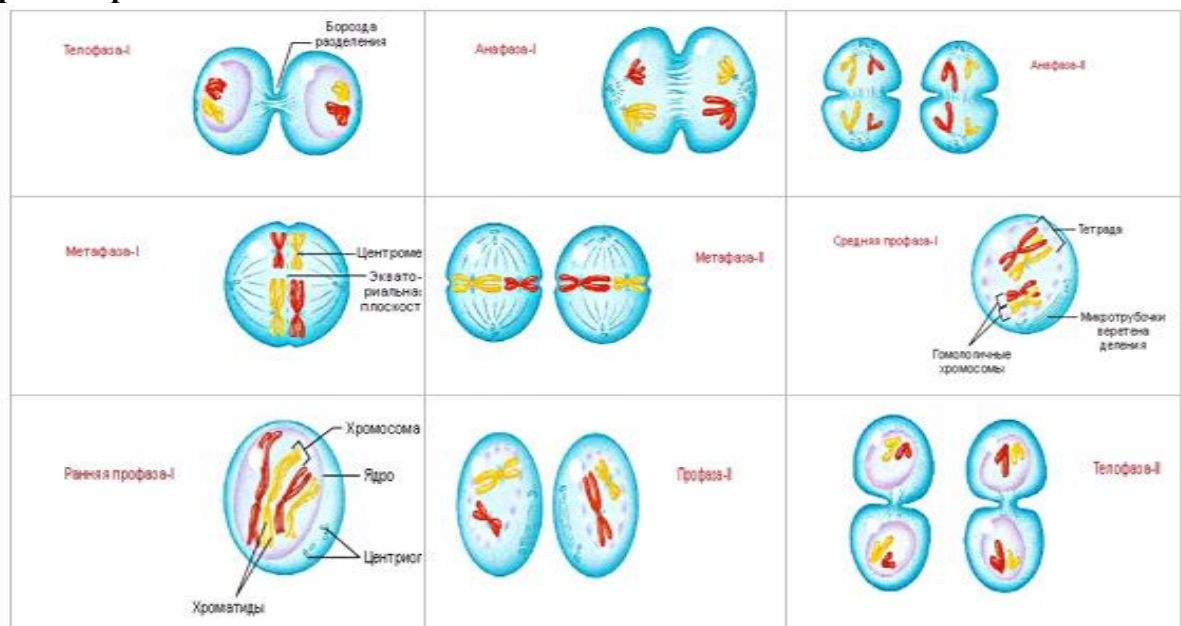 Телофаза-I
Борозда
разделения
Анафаза-I
Анафаза-II
Метафаза-I
Центроме
Эквато-
риальна
плоскост
Метафаза-II
Средняя профаза-I
Тетрада
Микротрубочки
веретена
деления
Гомологичные
хромосомы
Ранняя профаза-I
Хромосома
Ядро
Центриол
Хроматиды
Профаза-II
Телофаза-II